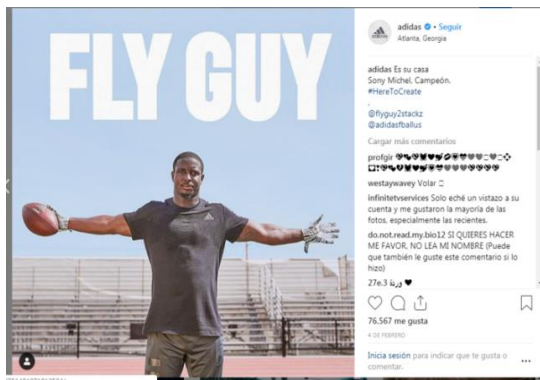 FLY GUY
adidas • Seguir
Atlanta, Georgia
adidas Es su casa
Sony Michel. Campeón.
#HereToCreate
.
@flyguy2stackz
@adidasfballus
Cargar más comentarios
profgir
westaywavey Volar
infinitetvservices Solo eché un vistazo a su
cuenta y me gustaron la mayoría de las
fotos, especialmente las recientes.
do.not.read.my.bio12 SI QUIERES HACER
ME FAVOR, NO LEA MI NOMBRE (Puede
que también le guste este comentario si lo
hizo)
27e.3
76.567 me gusta
4 DE FEBRERO
Inicia sesión para indicar que te gusta o
comentar.